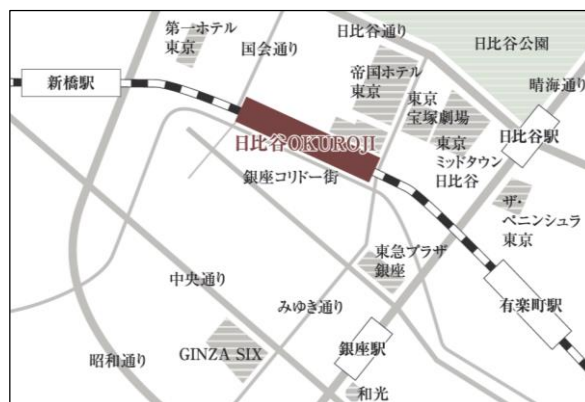 第一ホテル
東京
国会通り
日比谷通り
日比谷公園
新橋駅
帝国ホテル
東京
晴海通り
東京
宝塚劇場
日比谷駅
日比谷OKUROJI
東京
ミッドタウン
日比谷
銀座コリドー街
ザ・
ペニンシュラ
東京
東急プラザ
銀座
中央通り
みゆき通り
有楽町駅
昭和通り
GINZA SIX
銀座駅
和光